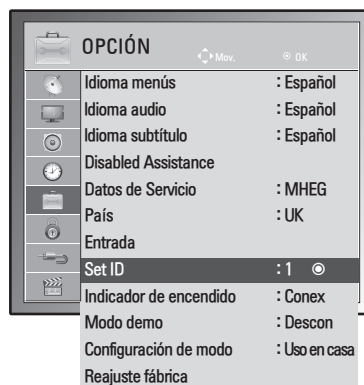 OPCIÓN
Mov.
OK
Idioma menús : Español
Idioma audio : Español
Idioma subtítulo : Español
Disabled Assistance
Datos de Servicio : MHEG
País : UK
Entrada
Set ID : 1
Indicador de encendido : Conex
Modo demo : Descon
Configuración de modo : Uso en casa
Reajuste fábrica